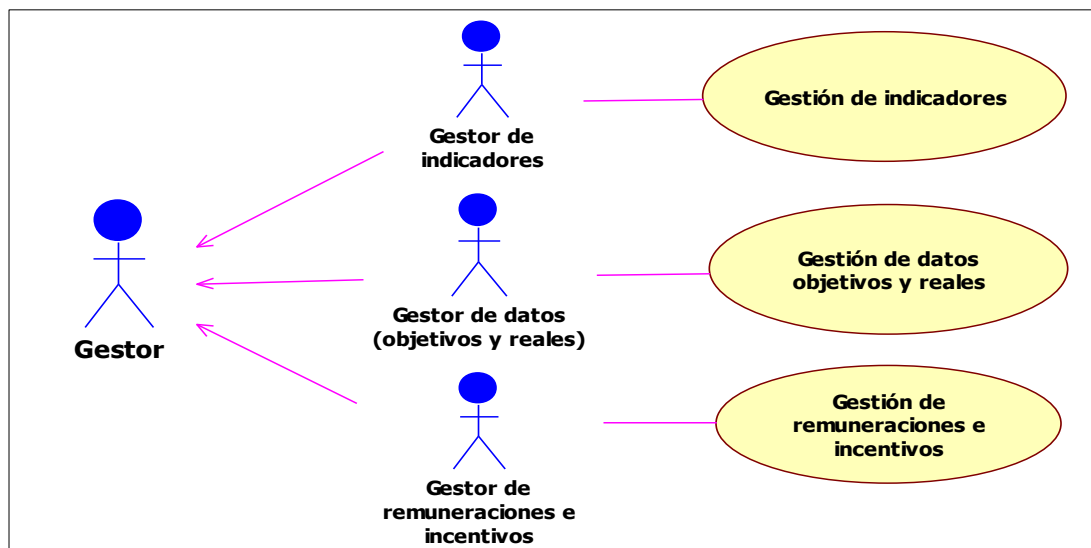 Gestor de
indicadores
Gestión de indicadores
Gestor
Gestor de datos
(objetivos y reales)
Gestión de datos
objetivos y reales
Gestor de
remuneraciones e
incentivos
Gestión de
remuneraciones e
incentivos